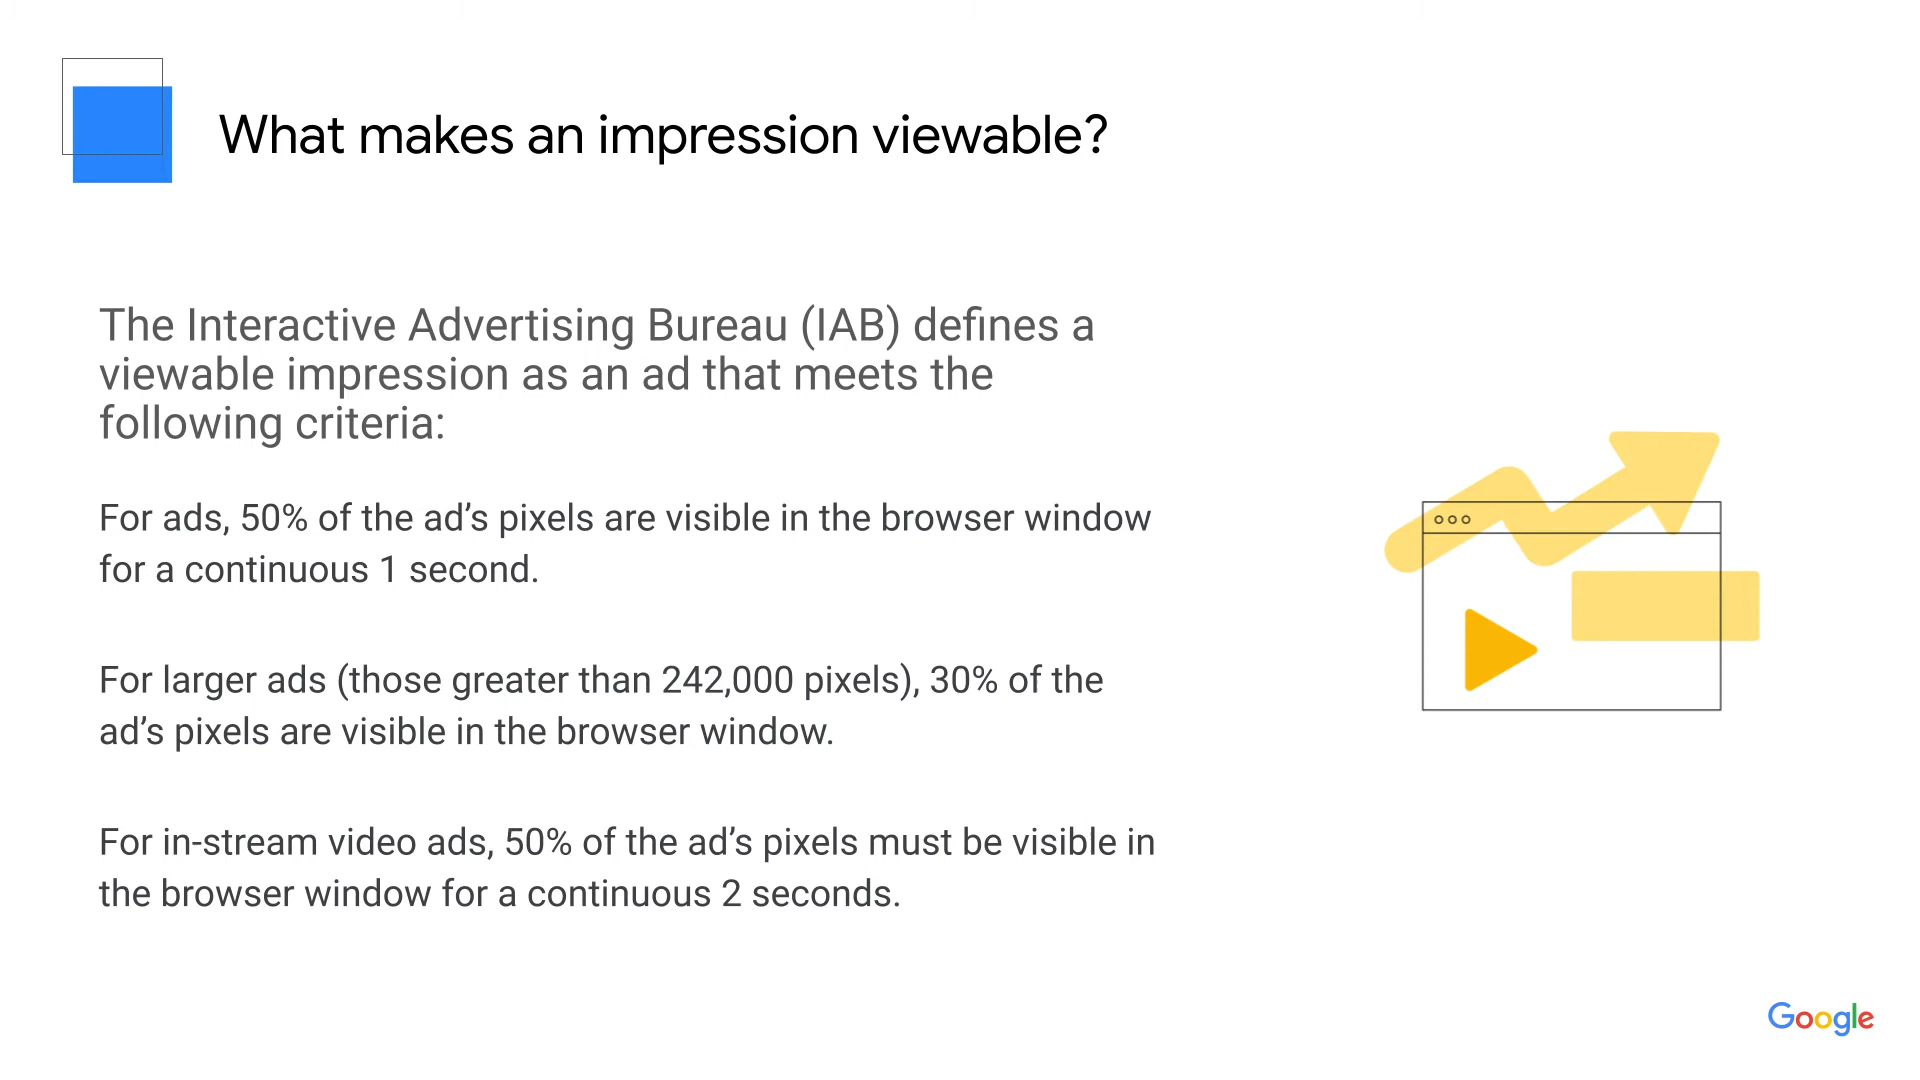 What makes an impression viewable?
The Interactive Advertising Bureau (IAB) defines a
viewable impression as an ad that meets the
following criteria:
For ads, 50% of the ad’s pixels are visible in the browser window
for a continuous 1 second.
For larger ads (those greater than 242,000 pixels), 30% of the
ad’s pixels are visible in the browser window.
For in-stream video ads, 50% of the ad’s pixels must be visible in
the browser window for a continuous 2 seconds.
Google